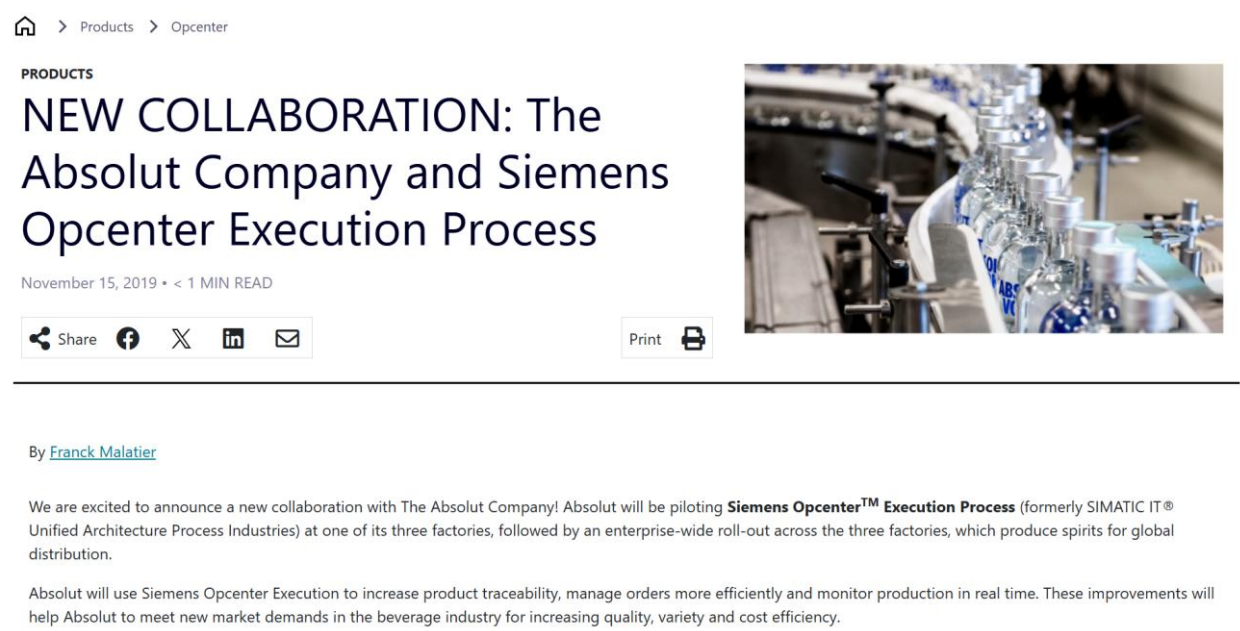 Products Opcenter
PRODUCTS
NEW COLLABORATION: The
Absolut Company and Siemens
Opcenter Execution Process
November 15, 2019 • < 1 MIN READ
Share Print
By Franck Malatier
We are excited to announce a new collaboration with The Absolut Company! Absolut will be piloting Siemens Opcenter™ Execution Process (formerly SIMATIC IT®
Unified Architecture Process Industries) at one of its three factories, followed by an enterprise-wide roll-out across the three factories, which produce spirits for global
distribution.
Absolut will use Siemens Opcenter Execution to increase product traceability, manage orders more efficiently and monitor production in real time. These improvements will
help Absolut to meet new market demands in the beverage industry for increasing quality, variety and cost efficiency.